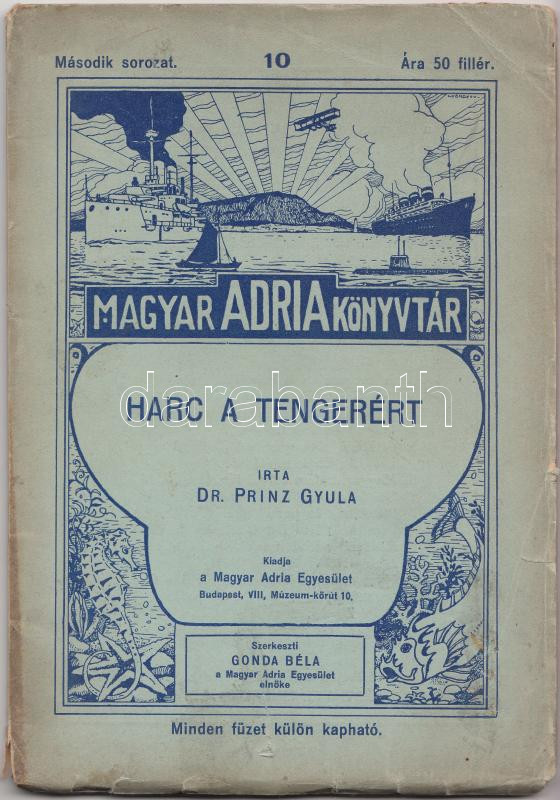 Második sorozat. 10 Ára 50 fillér.
MAGYAR ADRIA KÖNYVTÁR
HARC A TENGERÉRT
darabanth
IRTA
DR. PRINZ GYULA
Kiadja
a Magyar Adria Egyesület
Budapest, VIII, Múzeum-körút 10.
Szerkeszti
GONDA BÉLA
a Magyar Adria Egyesület
elnöke
Minden füzet külön kapható.